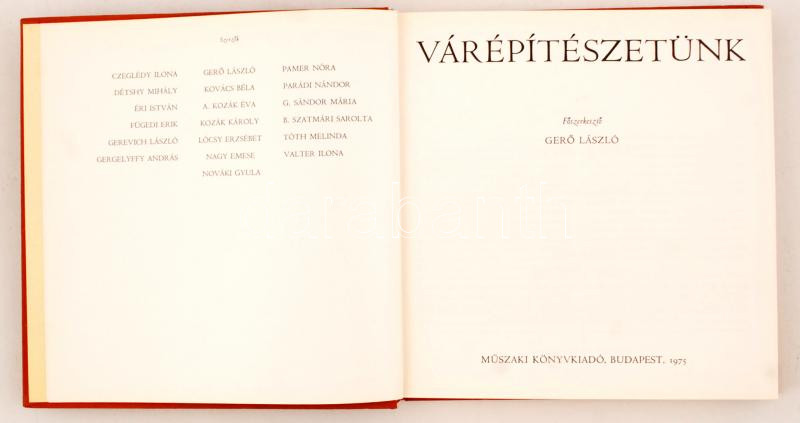 Szerzők
CZEGLÉDY ILONA
DÉTSHY MIHÁLY
ÉRI ISTVÁN
FÜGEDI ERIK
GEREVICH LÁSZLÓ
GERGELYFFY ANDRÁS
GERŐ LÁSZLÓ
KOVÁCS BÉLA
A. KOZÁK ÉVA
KOZÁK KÁROLY
LÓCSY ERZSÉBET
NAGY EMESE
NOVÁKI GYULA
PAMER NÓRA
PARÁDI NÁNDOR
G. SÁNDOR MÁRIA
B. SZATMÁRI SAROLTA
TÓTH MELINDA
VALTER ILONA
VÁRÉPÍTÉSZETÜNK
Főszerkesztő
GERŐ LÁSZLÓ
MŰSZAKI KÖNYVKIADÓ, BUDAPEST, 1975